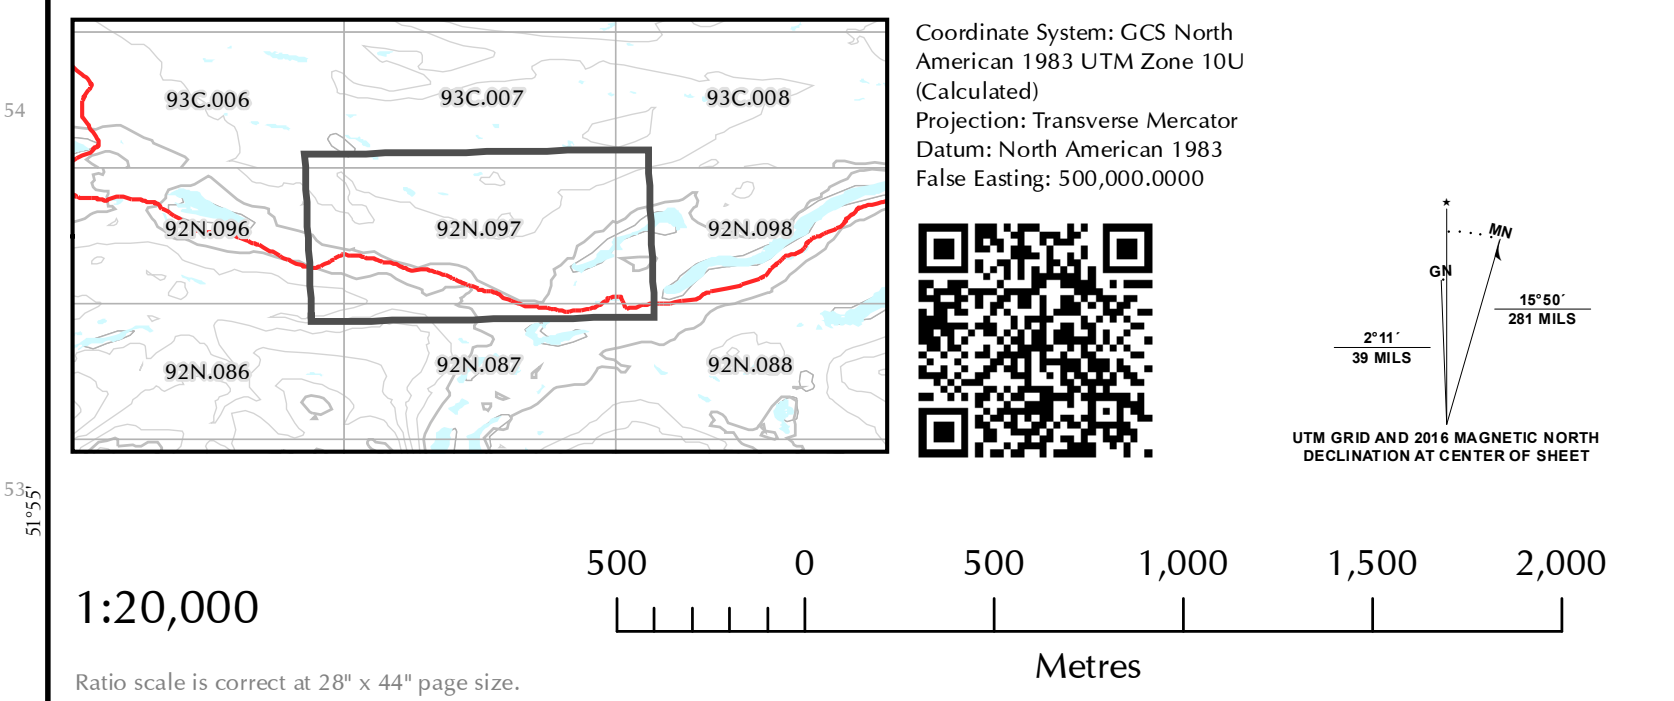 54
53
51°55'
93C.006
93C.007
93C.008
92N.096
92N.097
92N.098
92N.086
92N.087
92N.088
Coordinate System: GCS North
American 1983 UTM Zone 10U
(Calculated)
Projection: Transverse Mercator
Datum: North American 1983
False Easting: 500,000.0000
MN
GN
15°50´
281 MILS
2°11´
39 MILS
UTM GRID AND 2016 MAGNETIC NORTH
DECLINATION AT CENTER OF SHEET
1:20,000
500 0 500 1,000 1,500 2,000
Metres
Ratio scale is correct at 28" x 44" page size.